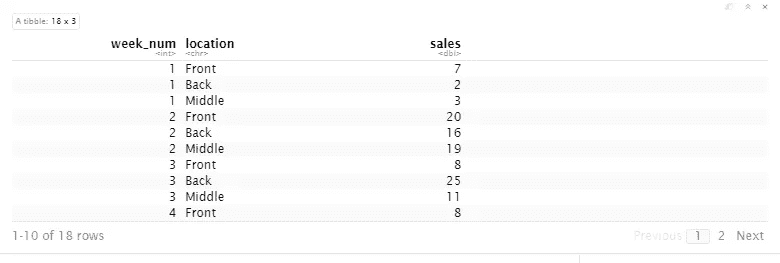 A tibble: 18 x 3
week_num location sales
<int> <chr> <dbl>
1 Front 7
1 Back 2
1 Middle 3
2 Front 20
2 Back 16
2 Middle 19
3 Front 8
3 Back 25
3 Middle 11
4 Front 8
1-10 of 18 rows Previous 1 2 Next